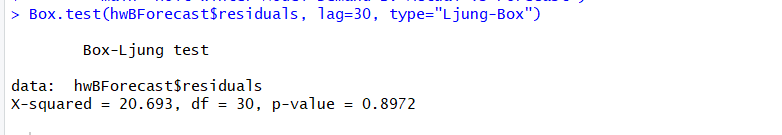 > Box.test(hwBForecast$residuals, lag=30, type="Ljung-Box")
Box-Ljung test
data:  hwBForecast$residuals
X-squared = 20.693, df = 30, p-value = 0.8972